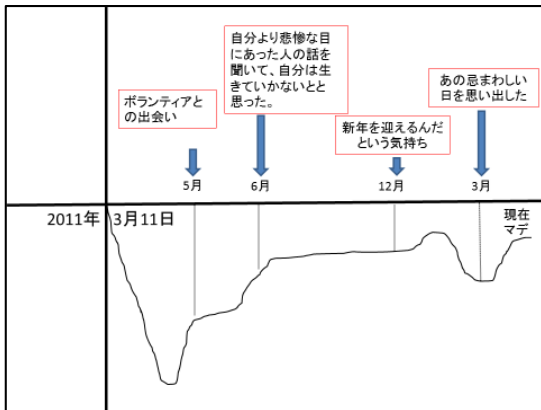 自分より悲惨な目
にあった人の話を
聞いて、自分は生
きていかないとと
思った。
あの忌まわしい
日を思い出した
ボランティアと
の出会い
新年を迎えるんだ
という気持ち
5月
6月
12月
3月
2011年
3月11日
現在
マデ